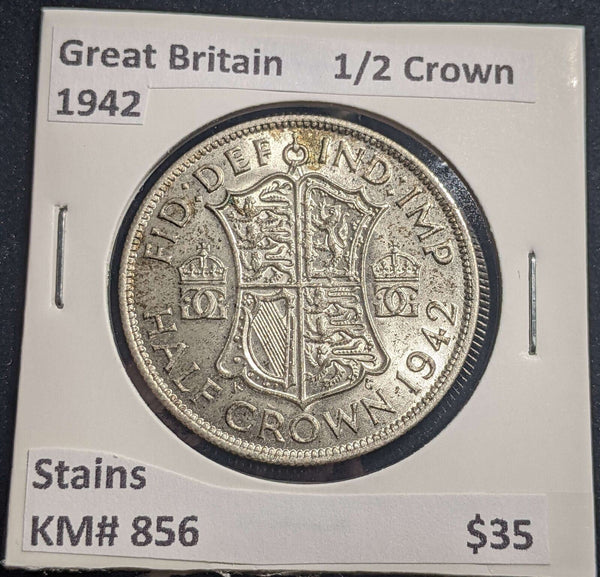 Great Britain 1/2 Crown
1942
FID·DEF IND·IMP
HALF CROWN·1942
Stains
KM# 856 $35